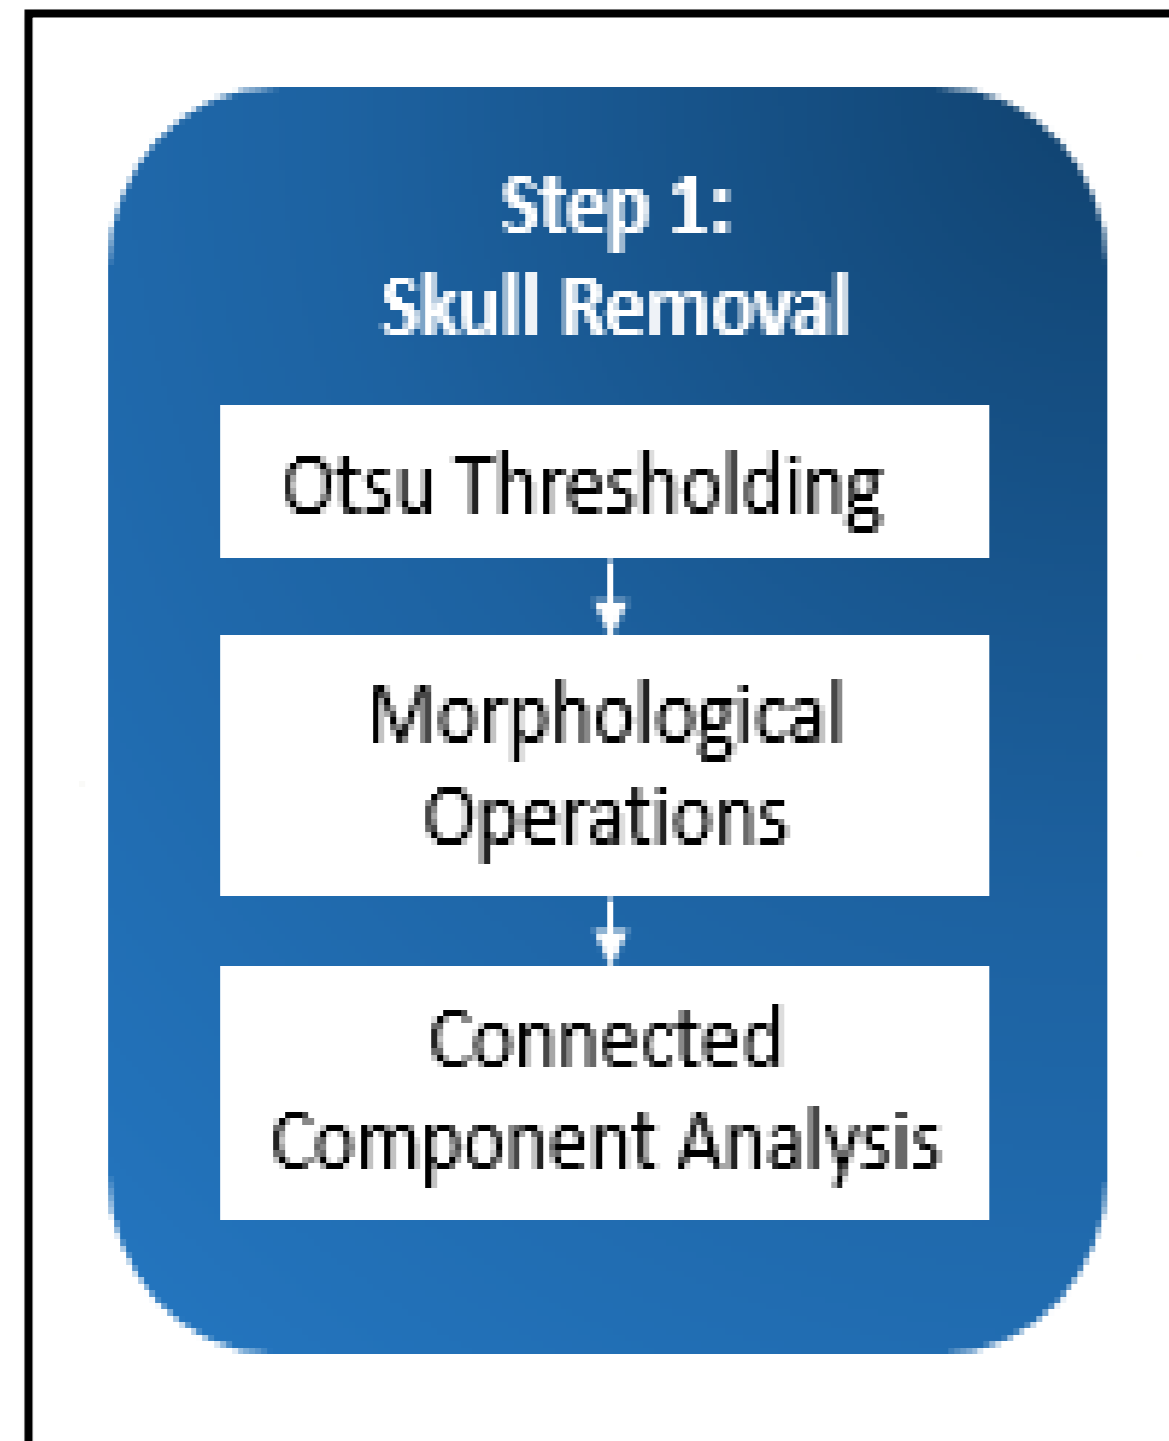 Step 1:
Skull Removal
Otsu Thresholding
Morphological
Operations
Connected
Component Analysis